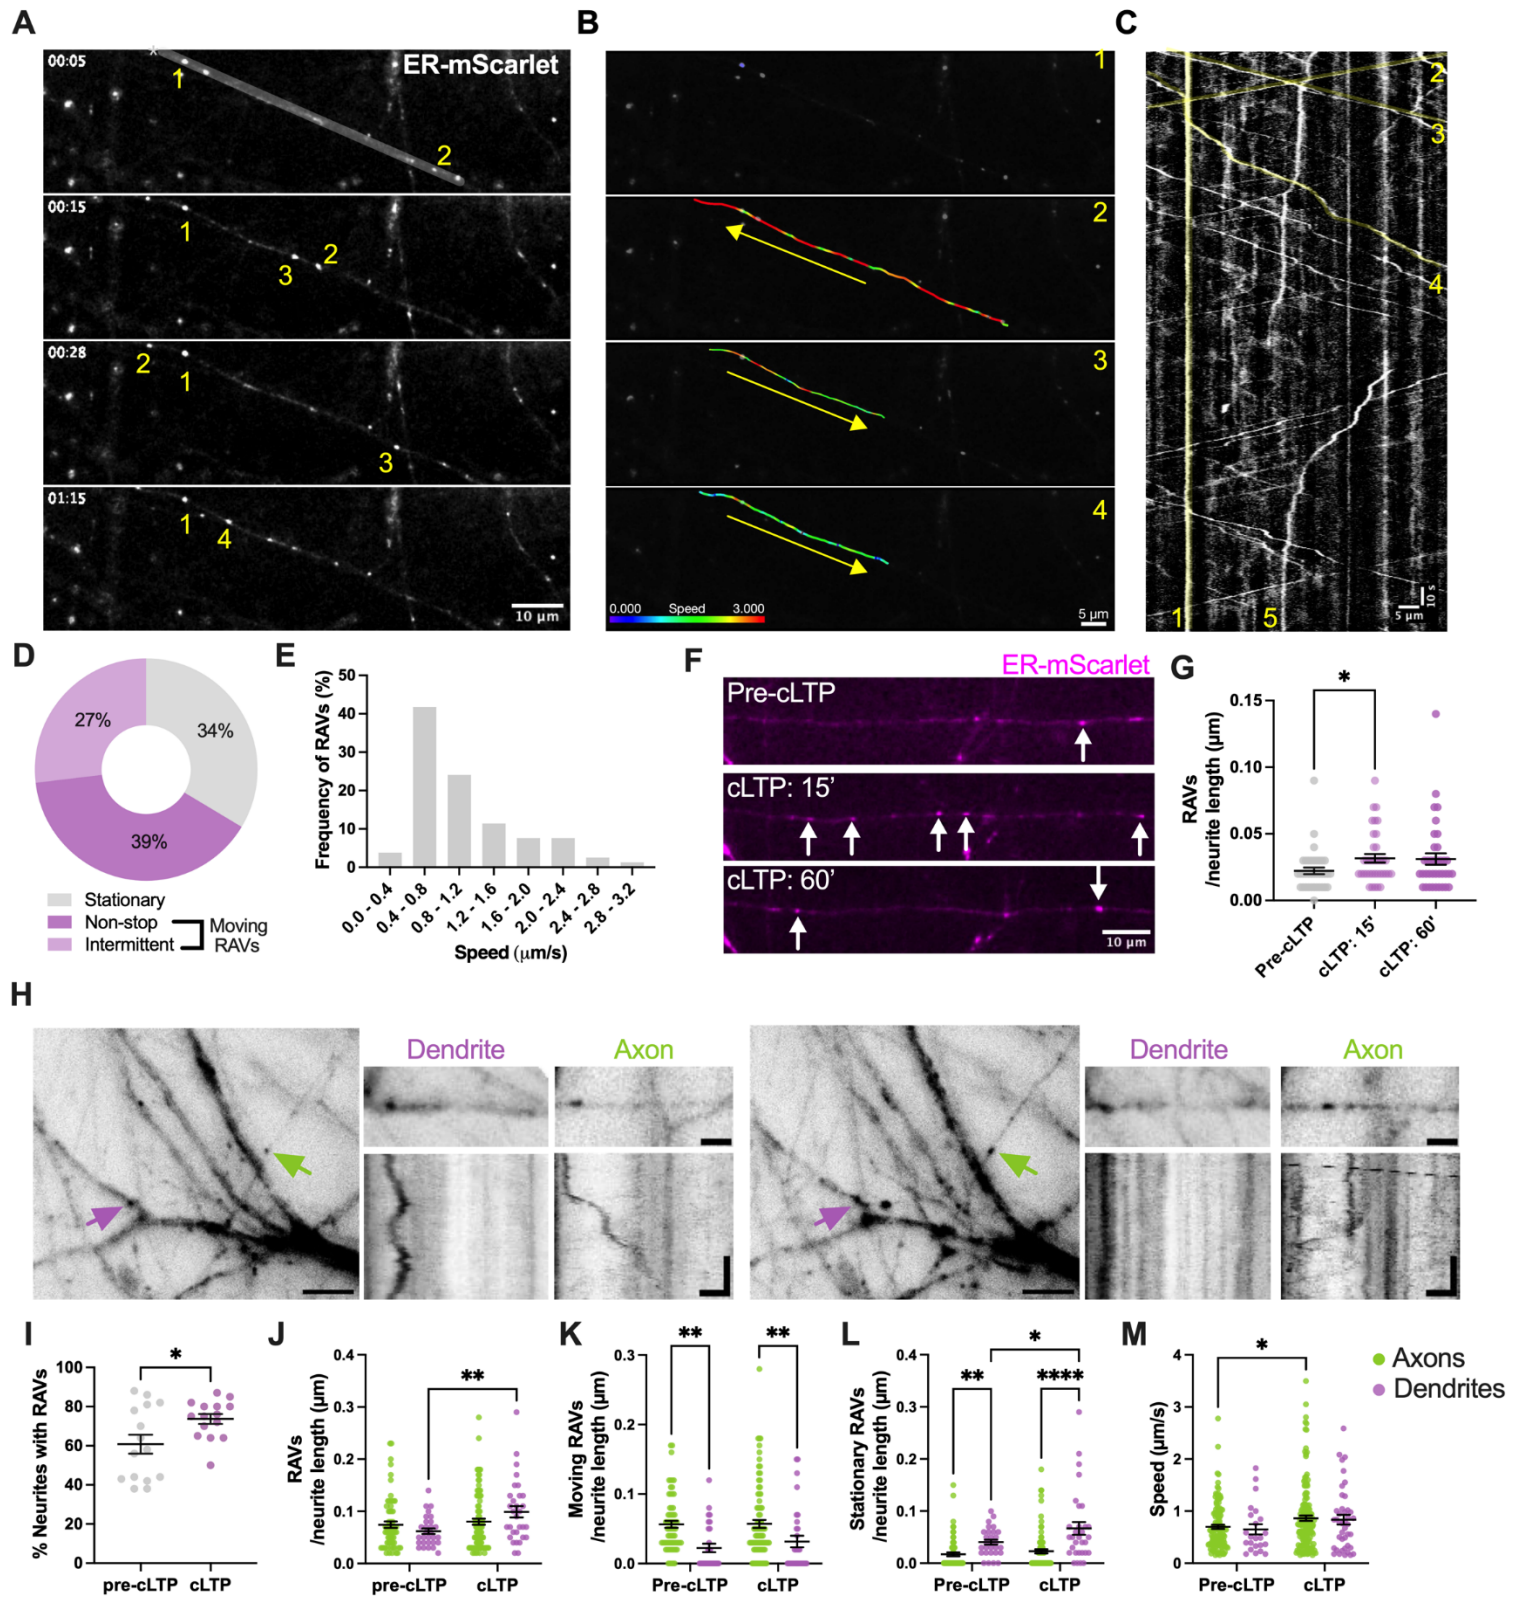 A
B
C
00:05
ER-mScarlet
1
2
00:15
1
2
3
00:28
2
1
3
01:15
1
4
10 µm
1
2
3
4
0.000 Speed 3.000
5 µm
2
3
4
1
5
5 µm
10 s
D
27%
34%
39%
Stationary
Non-stop
Intermittent
Moving
RAVs
E
Frequency of RAVs (%)
50
40
30
20
10
0
0.0 - 0.4
0.4 - 0.8
0.8 - 1.2
1.2 - 1.6
1.6 - 2.0
2.0 - 2.4
2.4 - 2.8
2.8 - 3.2
Speed (µm/s)
F
ER-mScarlet
Pre-cLTP
cLTP: 15’
cLTP: 60’
10 µm
G
RAVs
/neurite length (µm)
0.15
0.10
0.05
0.00
*
Pre-cLTP
cLTP: 15'
cLTP: 60'
H
Dendrite
Axon
Dendrite
Axon
I
% Neurites with RAVs
100
80
60
40
20
0
*
pre-cLTP
cLTP
J
RAVs
/neurite length (µm)
0.4
0.3
0.2
0.1
0.0
**
pre-cLTP
cLTP
K
Moving RAVs
/neurite length (µm)
0.3
0.2
0.1
0.0
**
**
Pre-cLTP
cLTP
L
Stationary RAVs
/neurite length (µm)
0.4
0.3
0.2
0.1
0.0
*
**
****
Pre-cLTP
cLTP
M
Speed (µm/s)
4
3
2
1
0
*
Pre-cLTP
cLTP
Axons
Dendrites